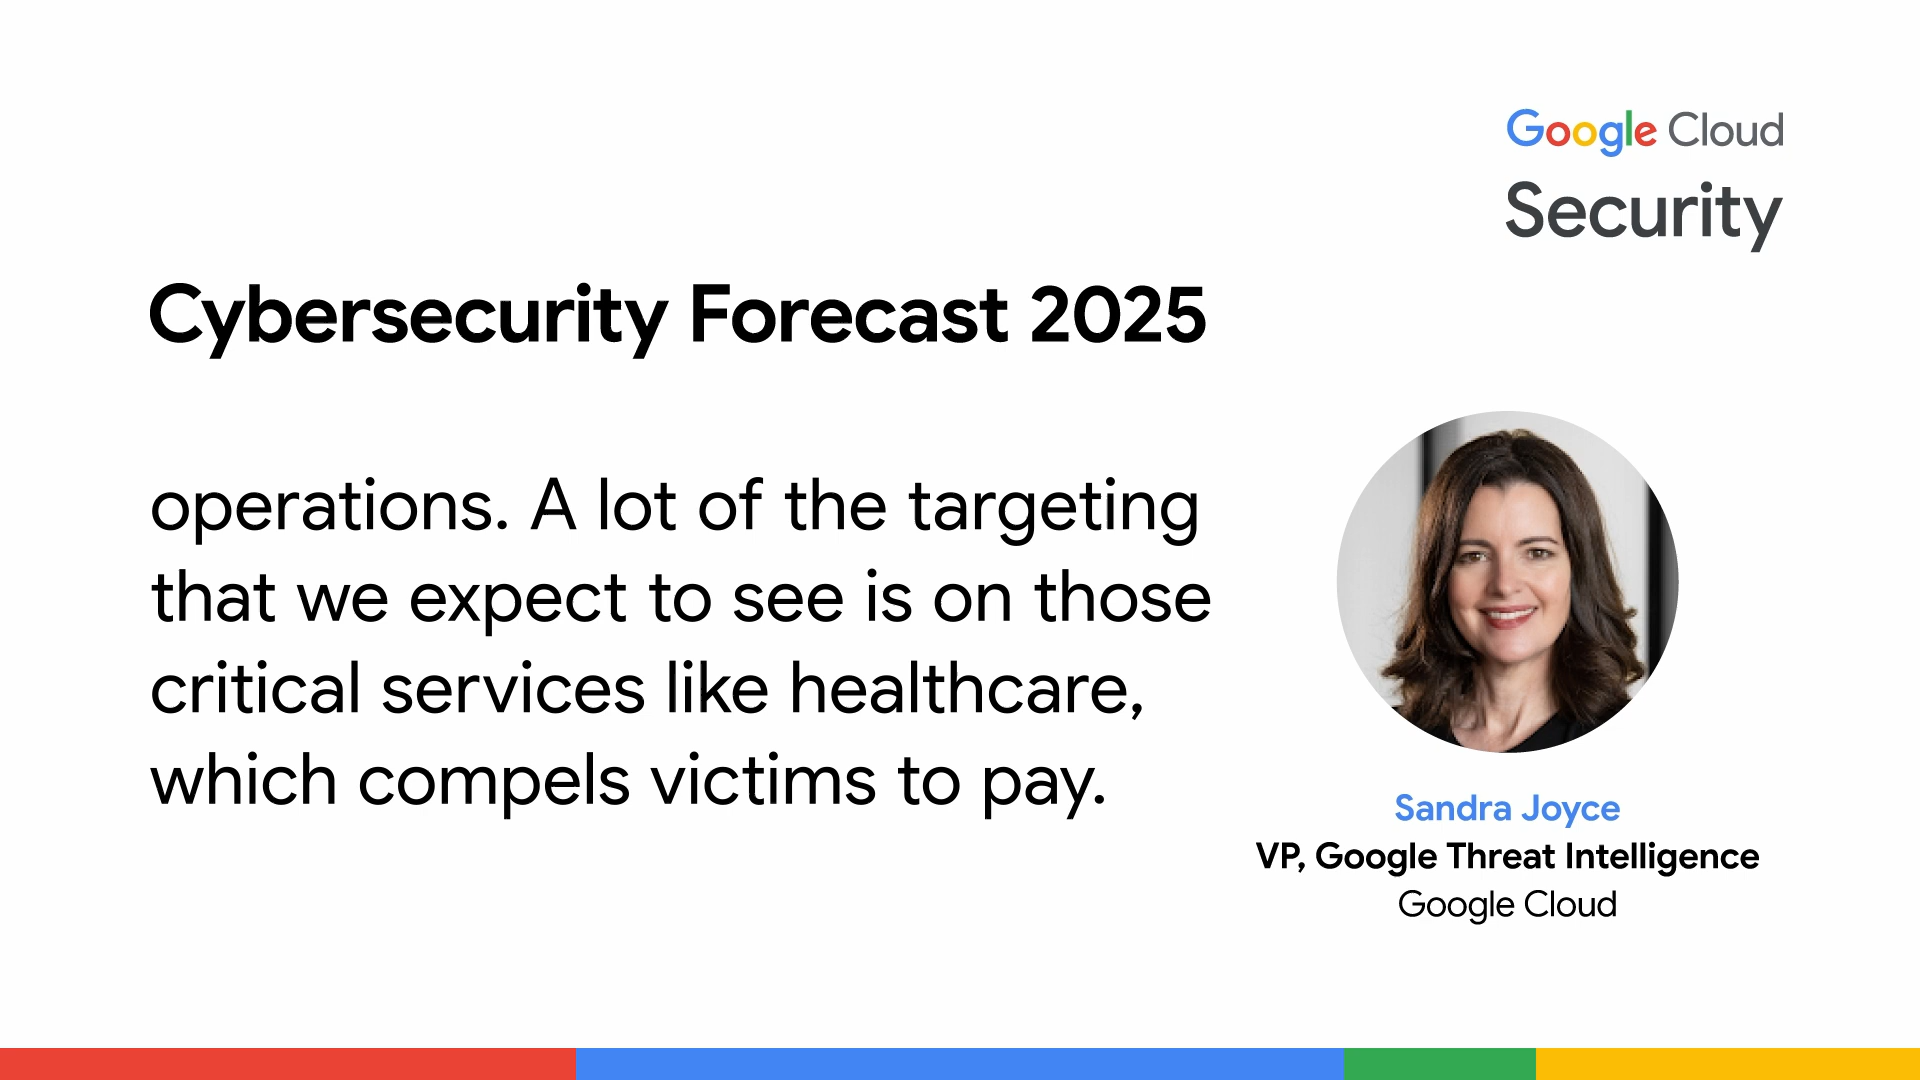 Google Cloud
Security
Cybersecurity Forecast 2025
operations. A lot of the targeting
that we expect to see is on those
critical services like healthcare,
which compels victims to pay.
Sandra Joyce
VP, Google Threat Intelligence
Google Cloud